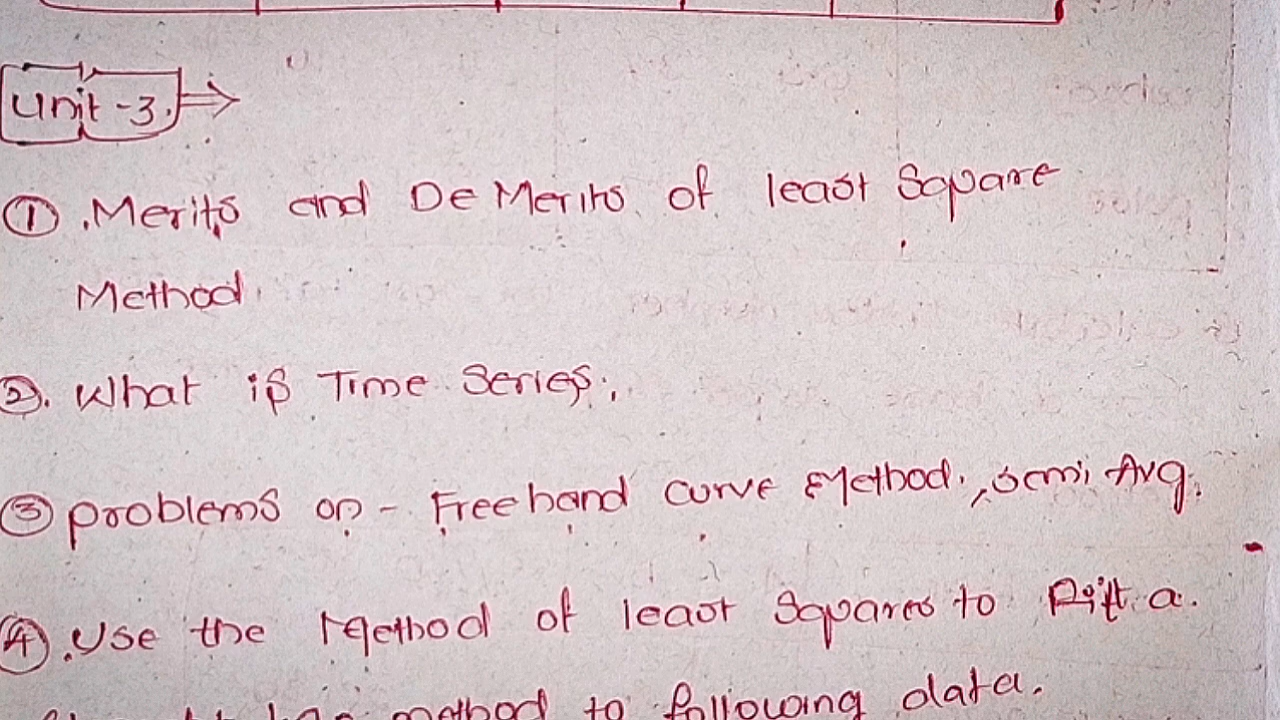 Unit-3. ⇒
① . Merits and DeMerits of least Square
Method
②. What is Time Series.
③ problems on - Freehand curve Method., semi Avg.
④. Use the Method of least Squares to Fit a.
method to following data.